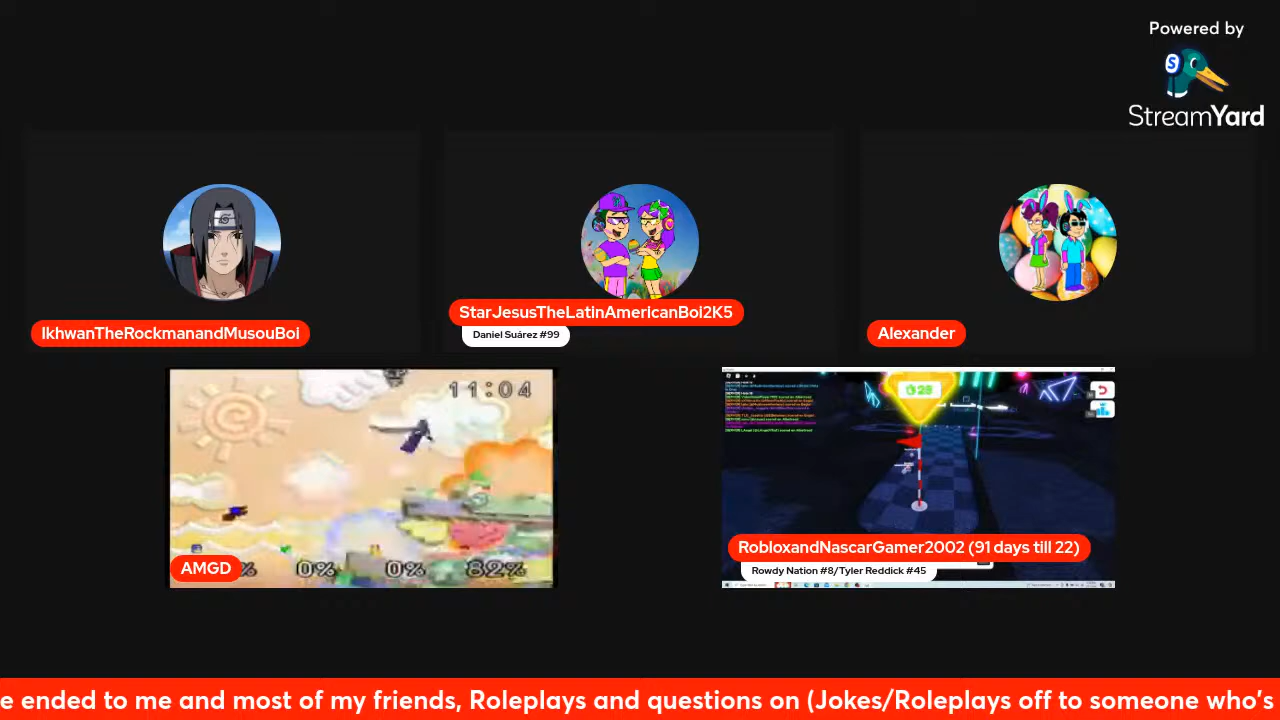 Powered by
StreamYard
IkhwanTheRockmanandMusouBoi
StarJesusTheLatinAmericanBoi2K5
Daniel Suárez #99
Alexander
11:04
AMGD
%
0%
0%
82%
25
RobloxandNascarGamer2002 (91 days till 22)
Rowdy Nation #8/Tyler Reddick #45
e ended to me and most of my friends, Roleplays and questions on (Jokes/Roleplays off to someone who's